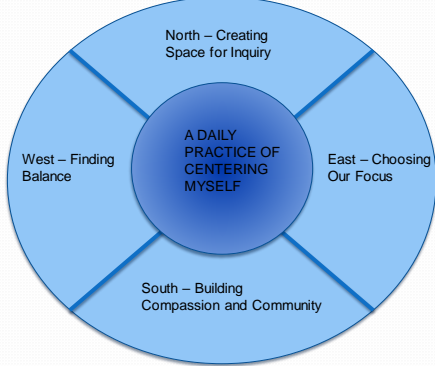 North – Creating
Space for Inquiry
A DAILY
PRACTICE OF
CENTERING
MYSELF
West – Finding
Balance
East – Choosing
Our Focus
South – Building
Compassion and Community